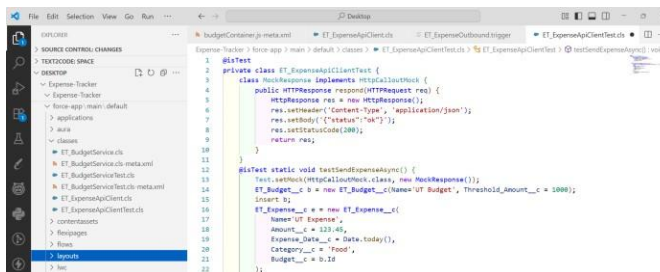 File Edit Selection View Go Run ...
Desktop
EXPLORER
budgetContainer.js-meta.xml
ET_ExpenseApiClient.cls
ET_ExpenseOutbound.trigger
ET_ExpenseApiClientTest.cls
SOURCE CONTROL: CHANGES
TEXT2CODE: SPACE
DESKTOP
Expense-Tracker
Expense-Tracker
force-app\main\default
applications
aura
classes
ET_BudgetService.cls
ET_BudgetService.cls-meta.xml
ET_BudgetServiceTest.cls
ET_BudgetServiceTest.cls-meta.xml
ET_ExpenseApiClient.cls
ET_ExpenseApiClientTest.cls
contentassets
flexipages
flows
layouts
lwc
Expense-Tracker > force-app > main > default > classes > ET_ExpenseApiClientTest.cls > ET_ExpenseApiClientTest > testSendExpenseAsync() : void
1 @isTest
2 private class ET_ExpenseApiClientTest {
3 class MockResponse implements HttpCalloutMock {
4 public HTTPResponse respond(HTTPRequest req) {
5 HttpResponse res = new HttpResponse();
6 res.setHeader('Content-Type', 'application/json');
7 res.setBody('{"status":"ok"}');
8 res.setStatusCode(200);
9 return res;
10 }
11 }
12 @isTest static void testSendExpenseAsync() {
13 Test.setMock(HttpCalloutMock.class, new MockResponse());
14 ET_Budget__c b = new ET_Budget__c(Name='UT Budget', Threshold_Amount__c = 1000);
15 insert b;
16 ET_Expense__c e = new ET_Expense__c(
17 Name='UT Expense',
18 Amount__c = 123.45,
19 Expense_Date__c = Date.today(),
20 Category__c = 'Food',
21 Budget__c = b.Id
22 );